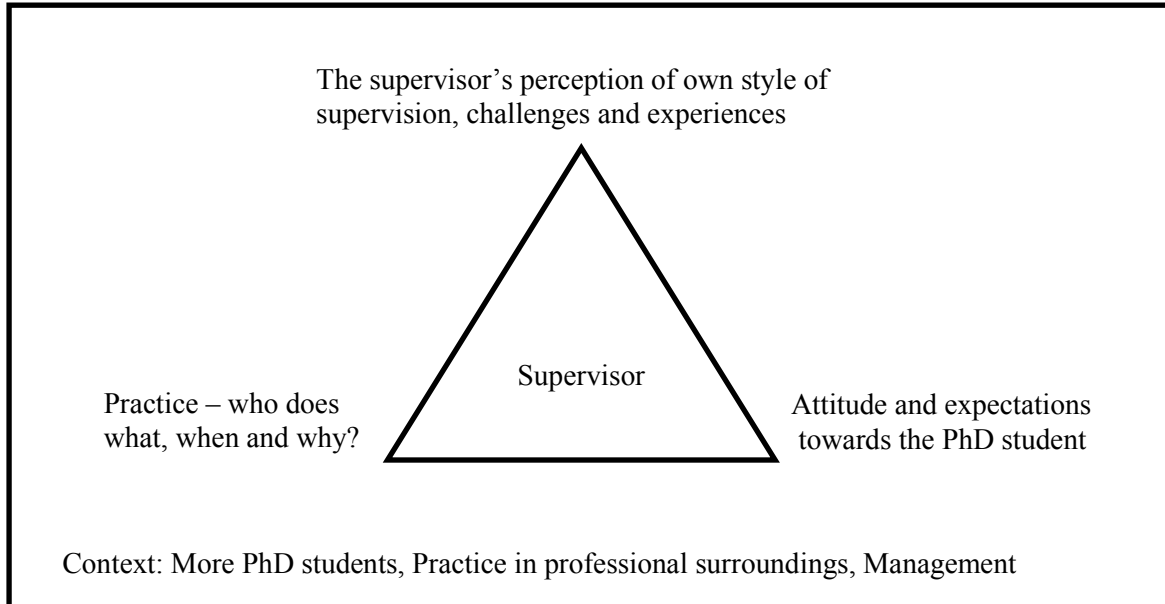 The supervisor’s perception of own style of
supervision, challenges and experiences
Supervisor
Practice – who does
what, when and why?
Attitude and expectations
towards the PhD student
Context: More PhD students, Practice in professional surroundings, Management